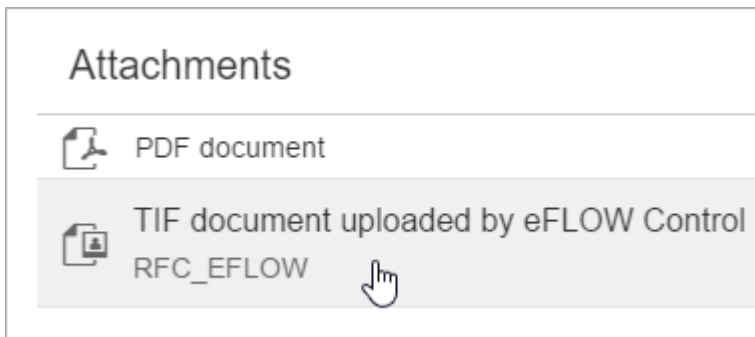 Attachments
PDF document
TIF document uploaded by eFLOW Control
RFC_EFLOW